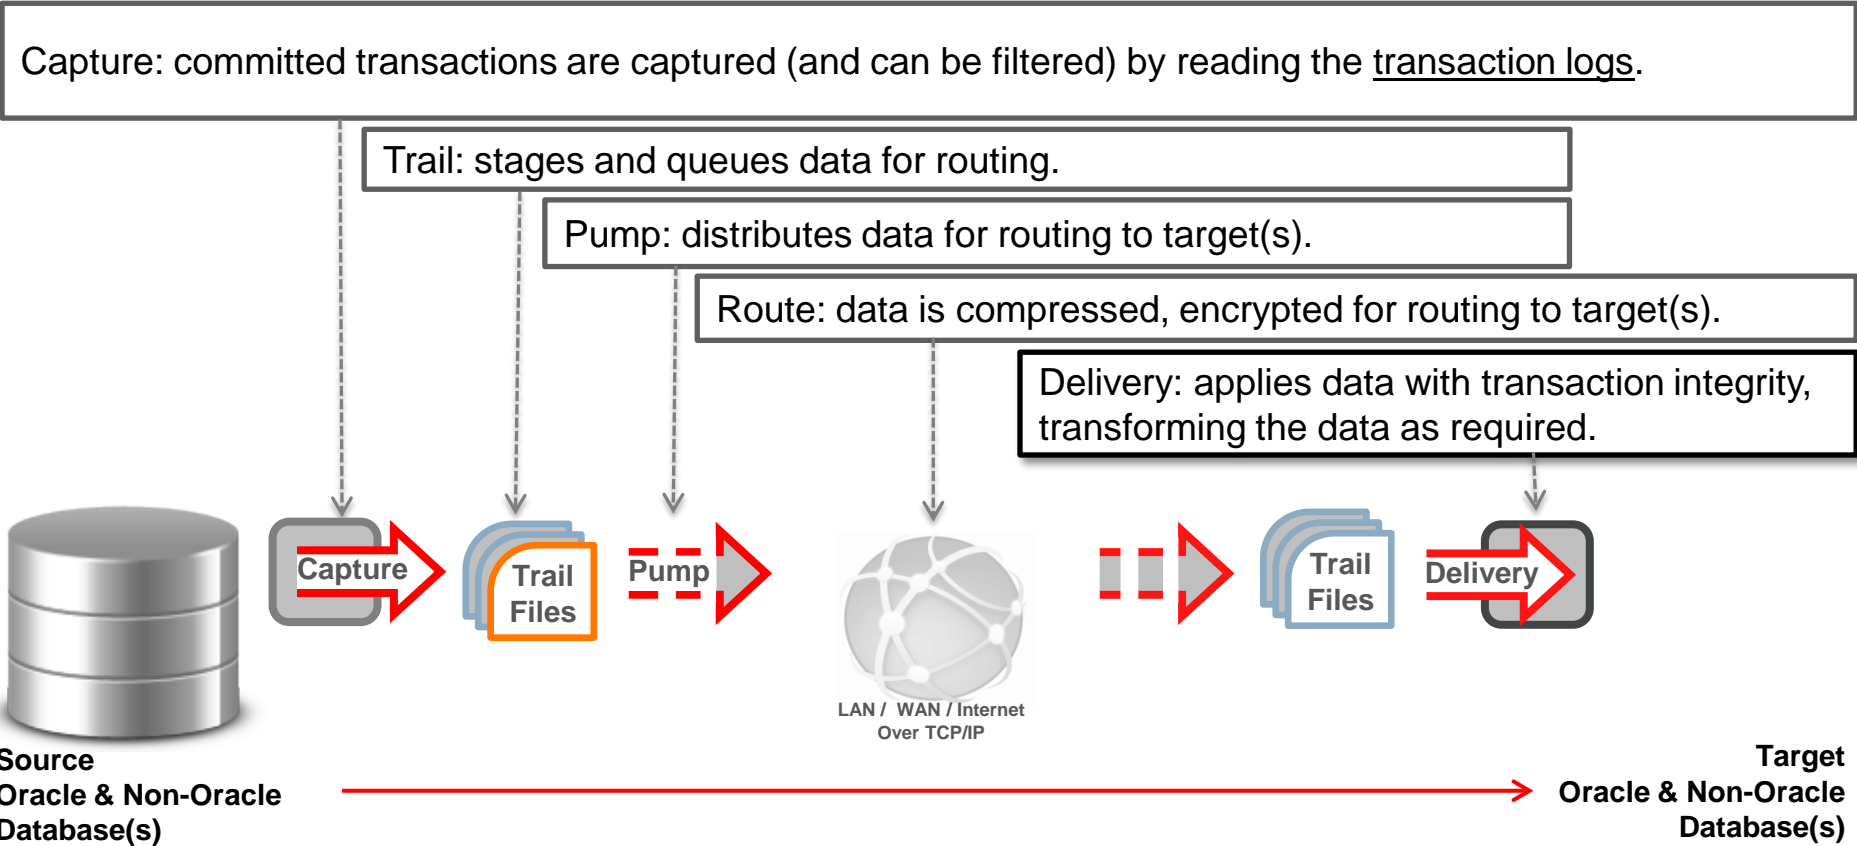 Capture: committed transactions are captured (and can be filtered) by reading the transaction logs.
Trail: stages and queues data for routing.
Pump: distributes data for routing to target(s).
Route: data is compressed, encrypted for routing to target(s).
Delivery: applies data with transaction integrity,
transforming the data as required.
Capture
Trail
Files
Pump
LAN / WAN / Internet
Over TCP/IP
Trail
Files
Delivery
Source
Oracle & Non-Oracle
Database(s)
Target
Oracle & Non-Oracle
Database(s)